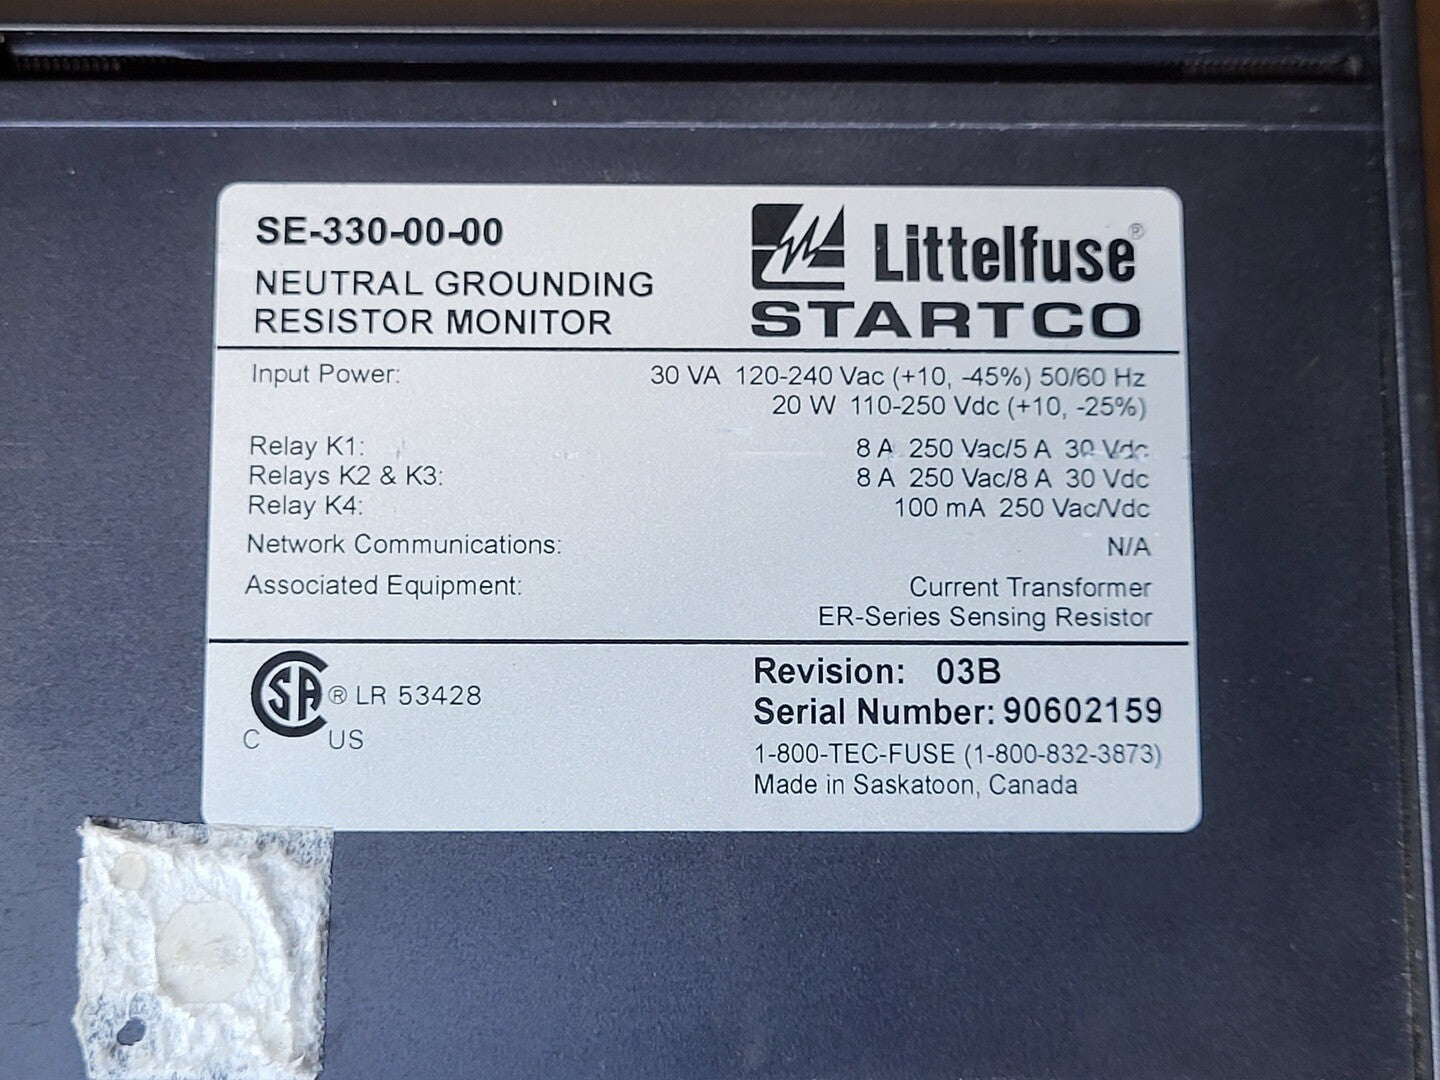 SE-330-00-00
NEUTRAL GROUNDING
RESISTOR MONITOR
Littelfuse®
STARTCO
Input Power: 30 VA 120-240 Vac (+10, -45%) 50/60 Hz
20 W 110-250 Vdc (+10, -25%)
Relay K1: 8 A 250 Vac/5 A 30 Vdc
Relays K2 & K3: 8 A 250 Vac/8 A 30 Vdc
Relay K4: 100 mA 250 Vac/Vdc
Network Communications: N/A
Associated Equipment: Current Transformer
ER-Series Sensing Resistor
SA ® LR 53428
C US
Revision: 03B
Serial Number: 90602159
1-800-TEC-FUSE (1-800-832-3873)
Made in Saskatoon, Canada